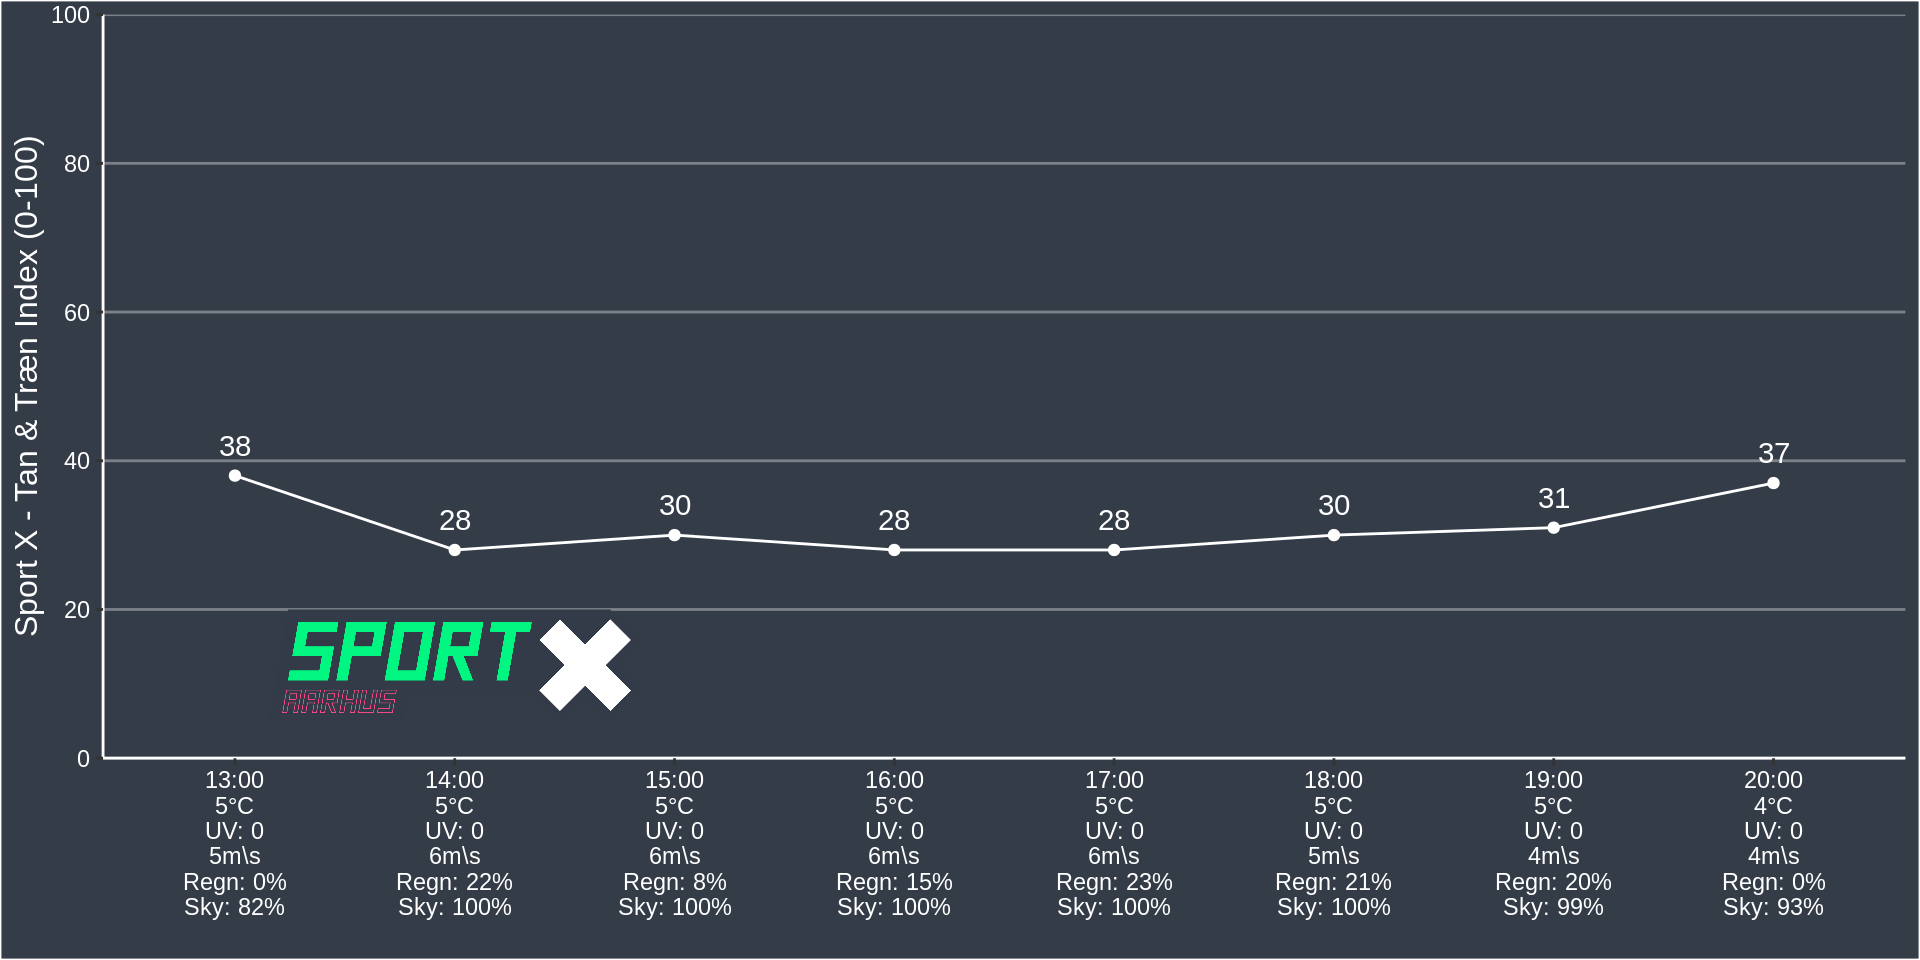 Sport X - Tan & Træn Index (0-100)
100
80
60
40
20
0
38
28
30
28
28
30
31
37
SPORT X
AARHUS
13:00
5°C
UV: 0
5m\s
Regn: 0%
Sky: 82%
14:00
5°C
UV: 0
6m\s
Regn: 22%
Sky: 100%
15:00
5°C
UV: 0
6m\s
Regn: 8%
Sky: 100%
16:00
5°C
UV: 0
6m\s
Regn: 15%
Sky: 100%
17:00
5°C
UV: 0
6m\s
Regn: 23%
Sky: 100%
18:00
5°C
UV: 0
5m\s
Regn: 21%
Sky: 100%
19:00
5°C
UV: 0
4m\s
Regn: 20%
Sky: 99%
20:00
4°C
UV: 0
4m\s
Regn: 0%
Sky: 93%